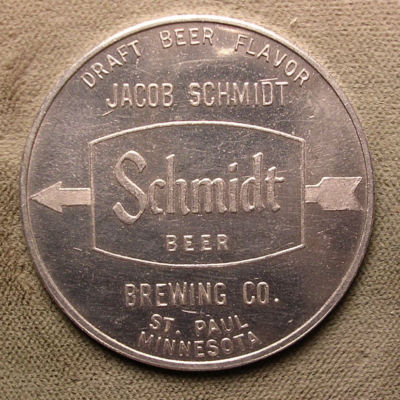 DRAFT BEER FLAVOR
JACOB SCHMIDT
Schmidt
BEER
BREWING CO.
ST. PAUL
MINNESOTA